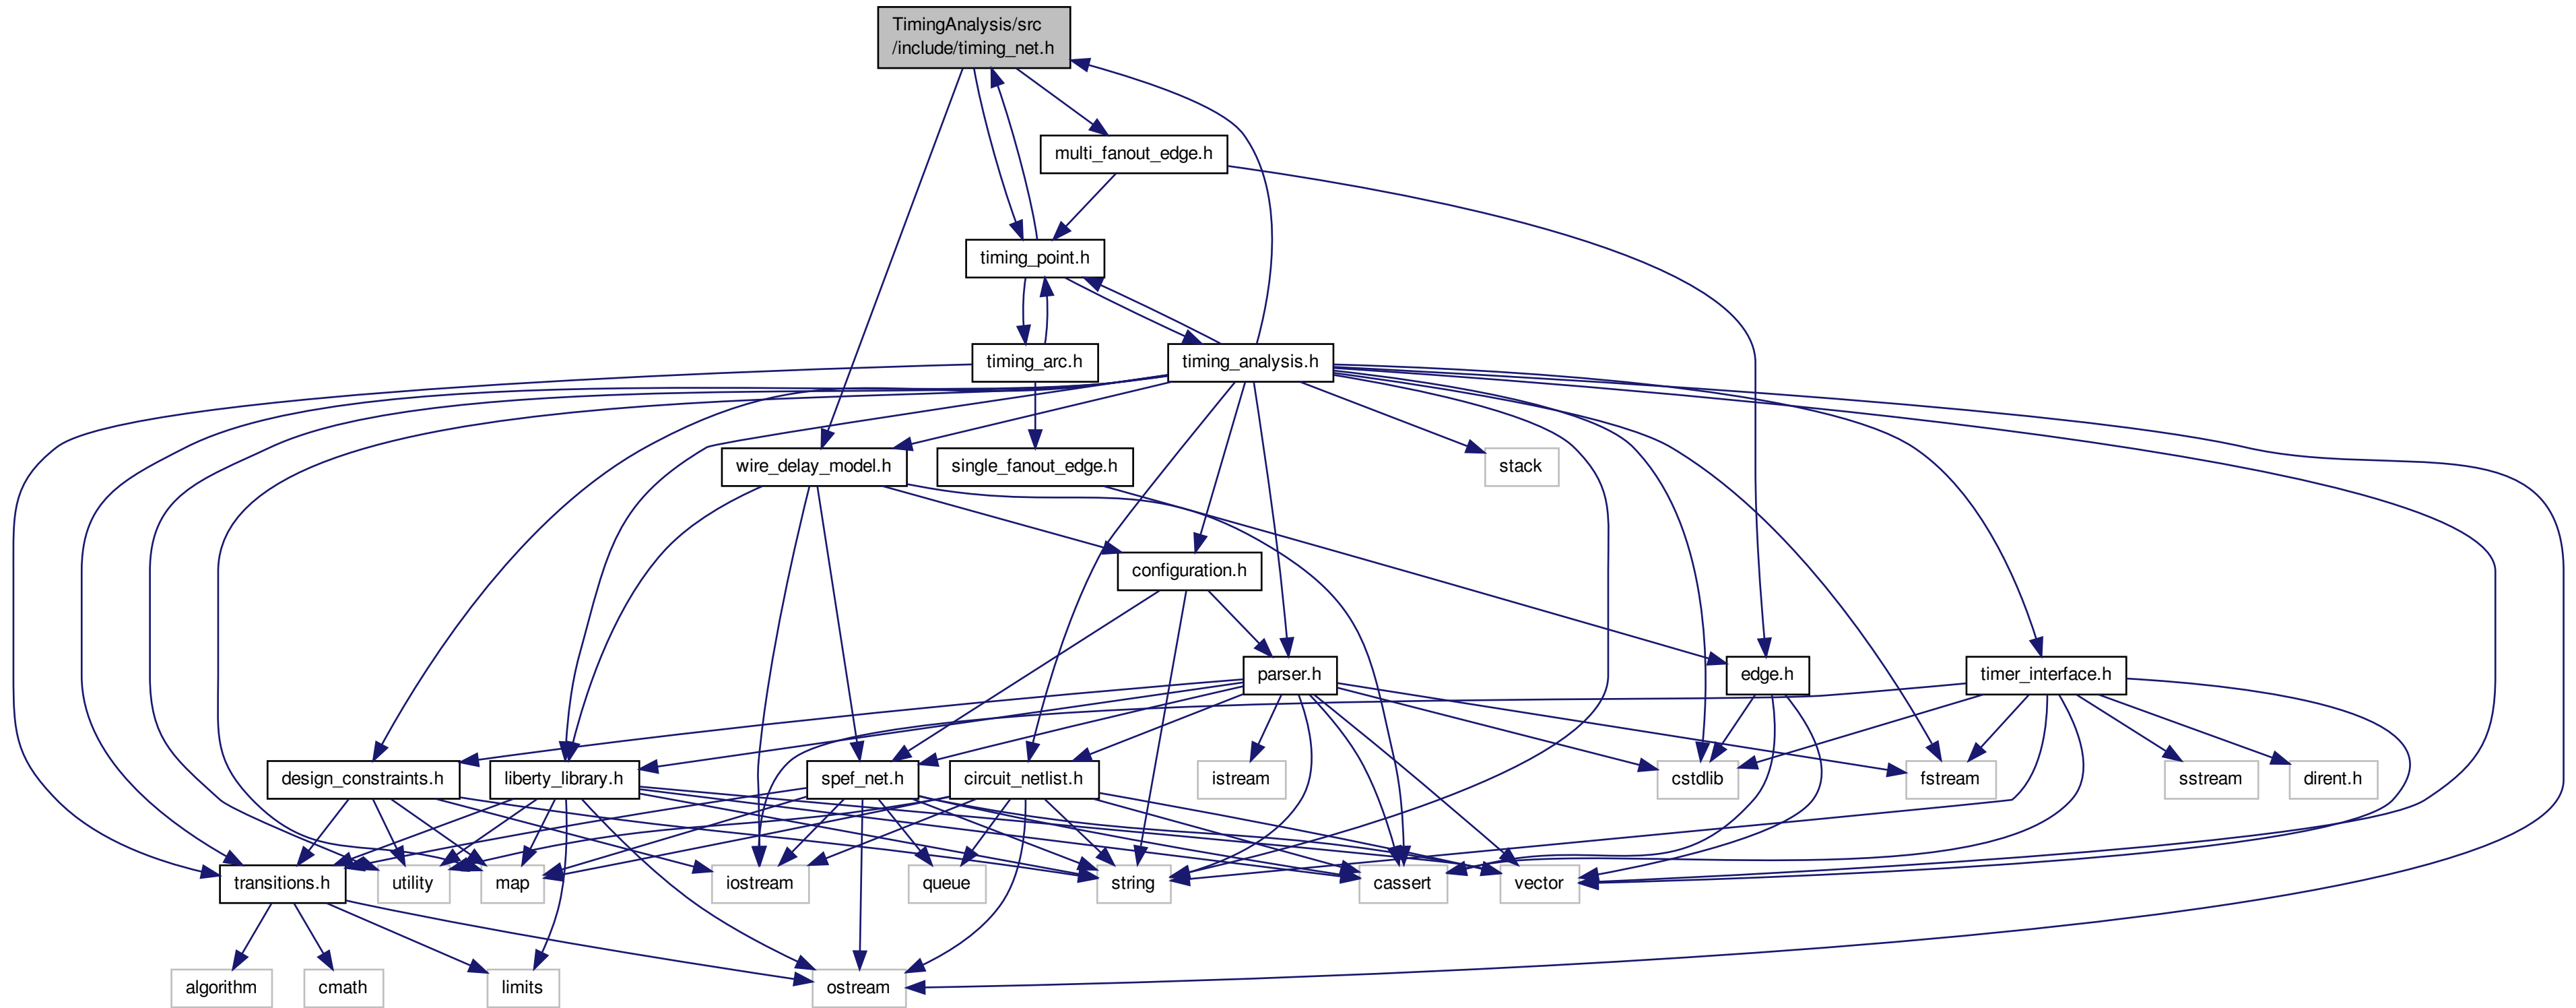 TimingAnalysis/src
/include/timing_net.h
multi_fanout_edge.h
timing_point.h
timing_arc.h
timing_analysis.h
wire_delay_model.h
single_fanout_edge.h
stack
configuration.h
parser.h
edge.h
timer_interface.h
design_constraints.h
liberty_library.h
spef_net.h
circuit_netlist.h
istream
cstdlib
fstream
sstream
dirent.h
transitions.h
utility
map
iostream
queue
string
cassert
vector
algorithm
cmath
limits
ostream